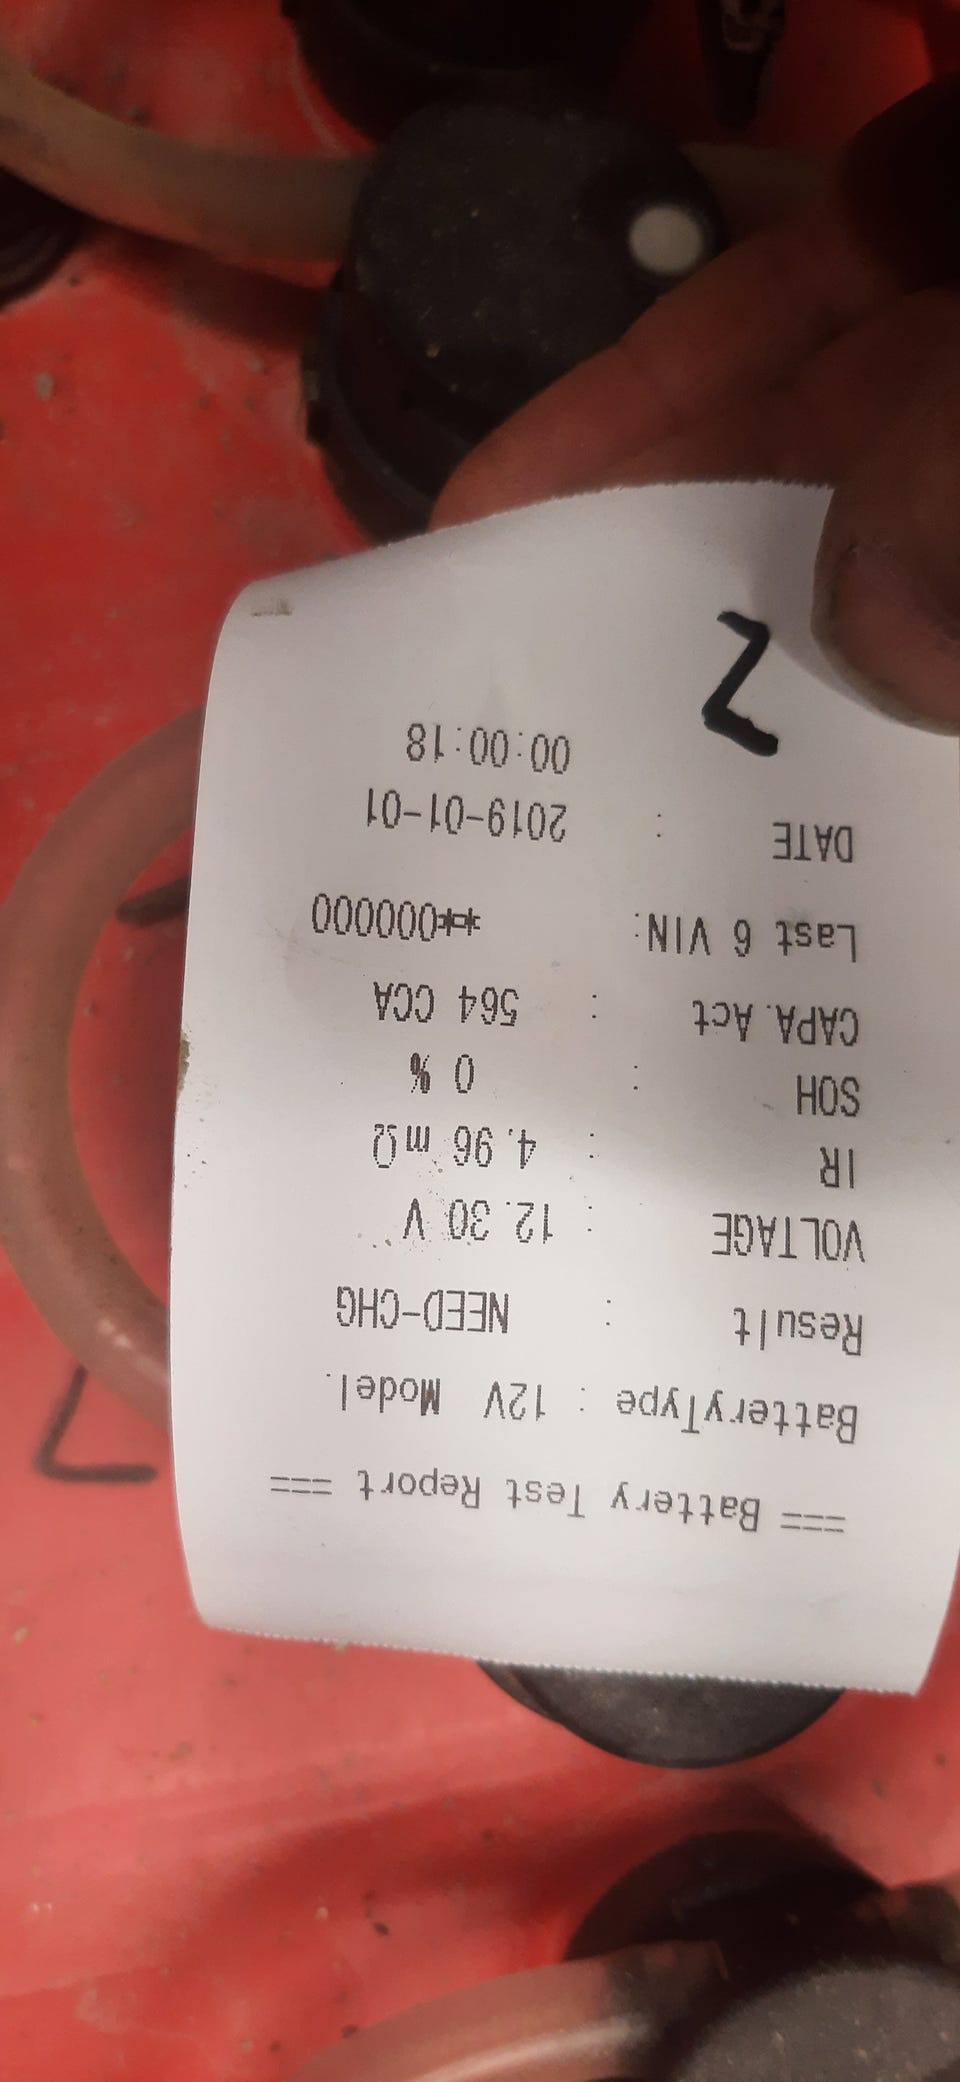 === Battery Test Report ===
BatteryType : 12V Model.
Result : NEED-CHG
VOLTAGE : 12.30 V
IR : 4.96 mΩ
SOH : 0 %
CAPA.Act : 564 CCA
Last 6 VIN: **000000
DATE : 2019-01-01
00:00:18
2